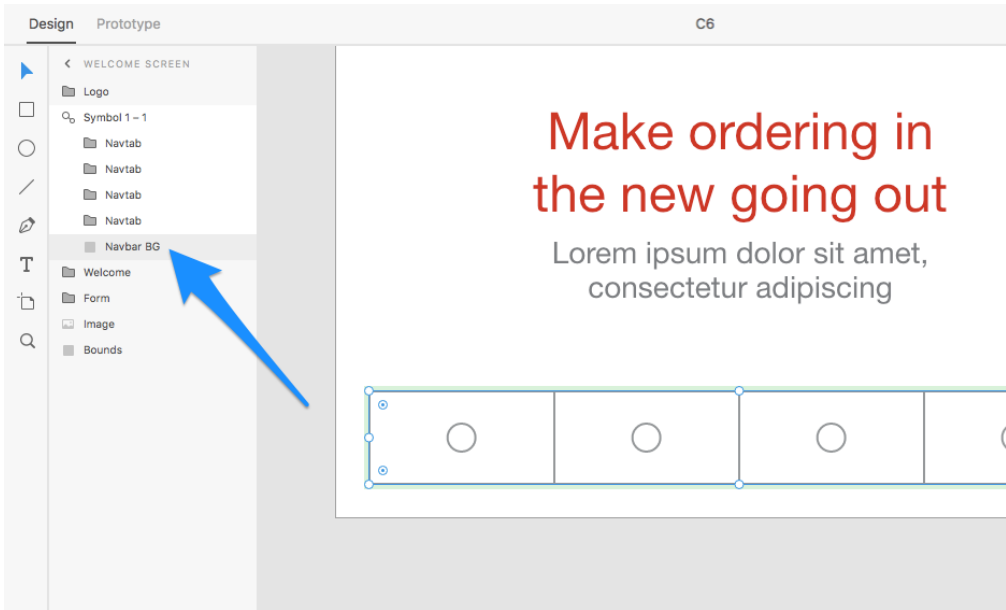 Design Prototype C6
WELCOME SCREEN
Logo
Symbol 1 – 1
Navtab
Navtab
Navtab
Navtab
Navbar BG
Welcome
Form
Image
Bounds
T
Make ordering in
the new going out
Lorem ipsum dolor sit amet,
consectetur adipiscing